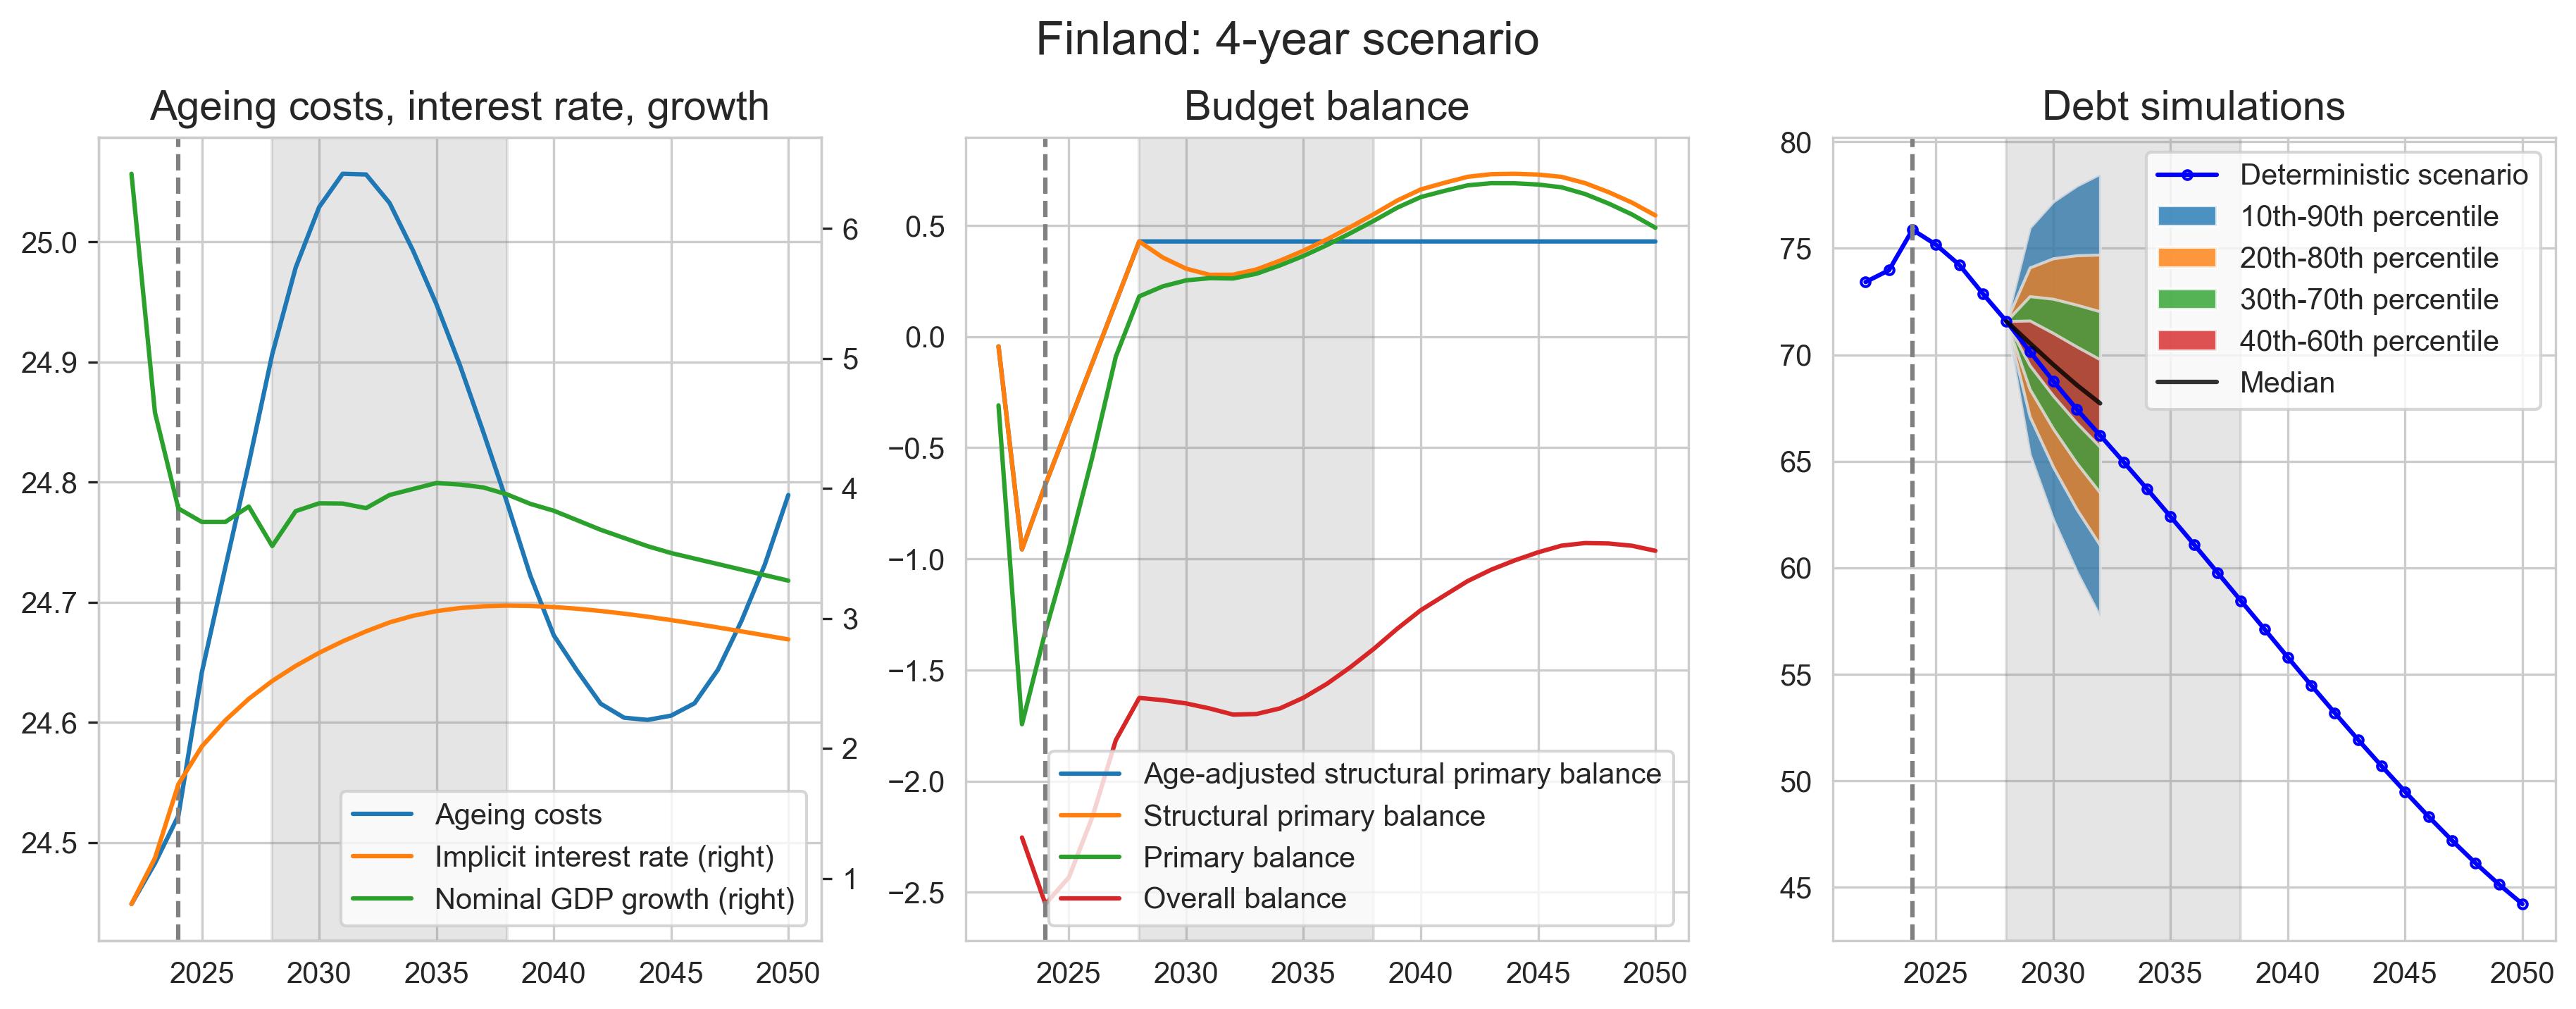 Finland: 4-year scenario
Ageing costs, interest rate, growth
25.0
24.9
24.8
24.7
24.6
24.5
6
5
4
3
2
1
Ageing costs
Implicit interest rate (right)
Nominal GDP growth (right)
2025 2030 2035 2040 2045 2050
Budget balance
0.5
0.0
−0.5
−1.0
−1.5
−2.0
−2.5
Age-adjusted structural primary balance
Structural primary balance
Primary balance
Overall balance
2025 2030 2035 2040 2045 2050
Debt simulations
80
75
70
65
60
55
50
45
Deterministic scenario
10th-90th percentile
20th-80th percentile
30th-70th percentile
40th-60th percentile
Median
2025 2030 2035 2040 2045 2050